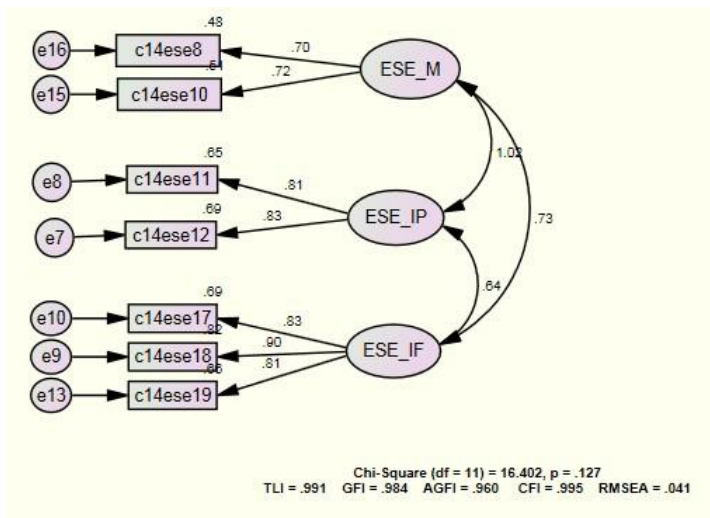 .48
e16 c14ese8 .70 ESE_M
.51
e15 c14ese10 .72
.65
e8 c14ese11 .81 1.02
.69
e7 c14ese12 .83 ESE_IP .73
.64
.69
e10 c14ese17 .83
.82
e9 c14ese18 .90 ESE_IF
.66
e13 c14ese19 .81
Chi-Square (df = 11) = 16.402, p = .127
TLI = .991 GFI = .984 AGFI = .960 CFI = .995 RMSEA = .041